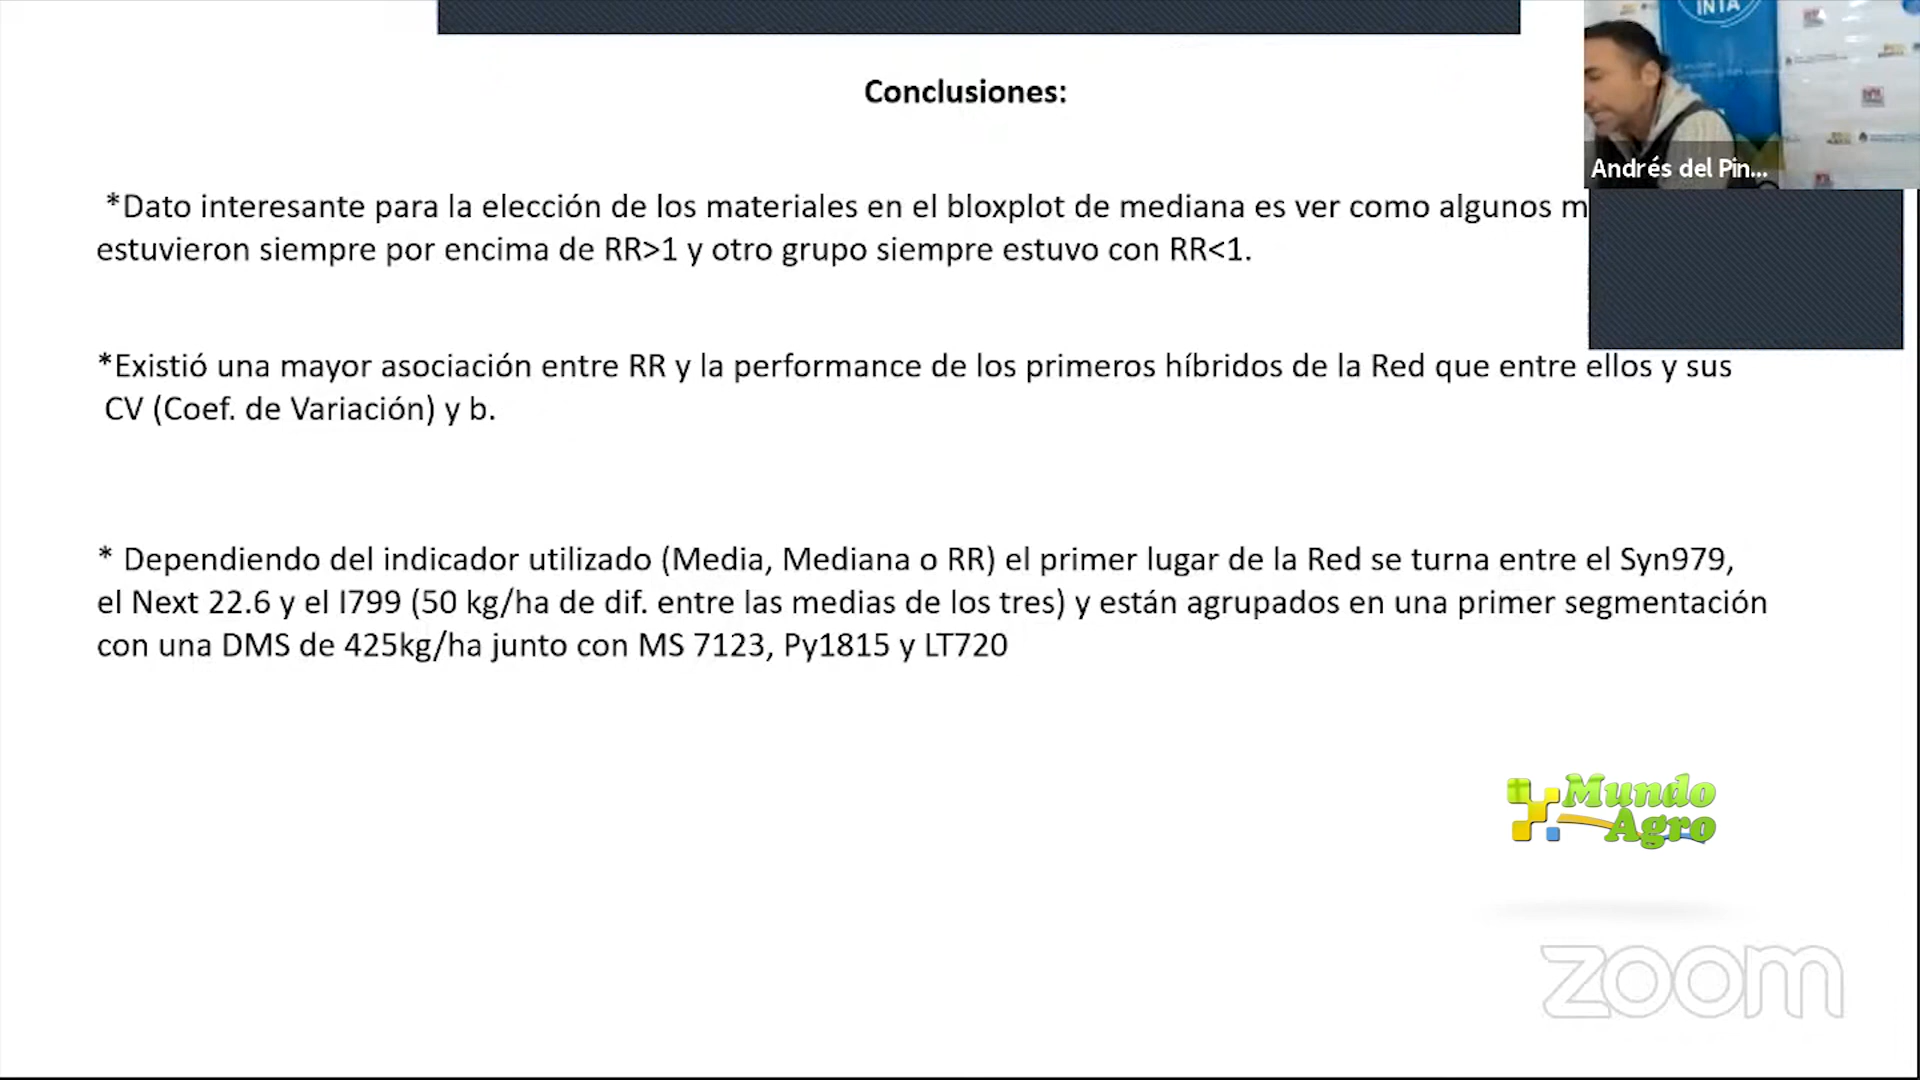 INTA
Conclusiones:
Andrés del Pin...
*Dato interesante para la elección de los materiales en el bloxplot de mediana es ver como algunos m
estuvieron siempre por encima de RR>1 y otro grupo siempre estuvo con RR<1.
*Existió una mayor asociación entre RR y la performance de los primeros híbridos de la Red que entre ellos y sus
CV (Coef. de Variación) y b.
* Dependiendo del indicador utilizado (Media, Mediana o RR) el primer lugar de la Red se turna entre el Syn979,
el Next 22.6 y el I799 (50 kg/ha de dif. entre las medias de los tres) y están agrupados en una primer segmentación
con una DMS de 425kg/ha junto con MS 7123, Py1815 y LT720
Mundo
Agro
zoom